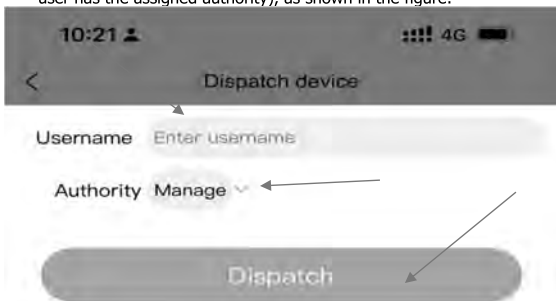 user has the assigned authority), as shown in the figure.
10:21 4G
< Dispatch device
Username Enter username
Authority Manage
Dispatch